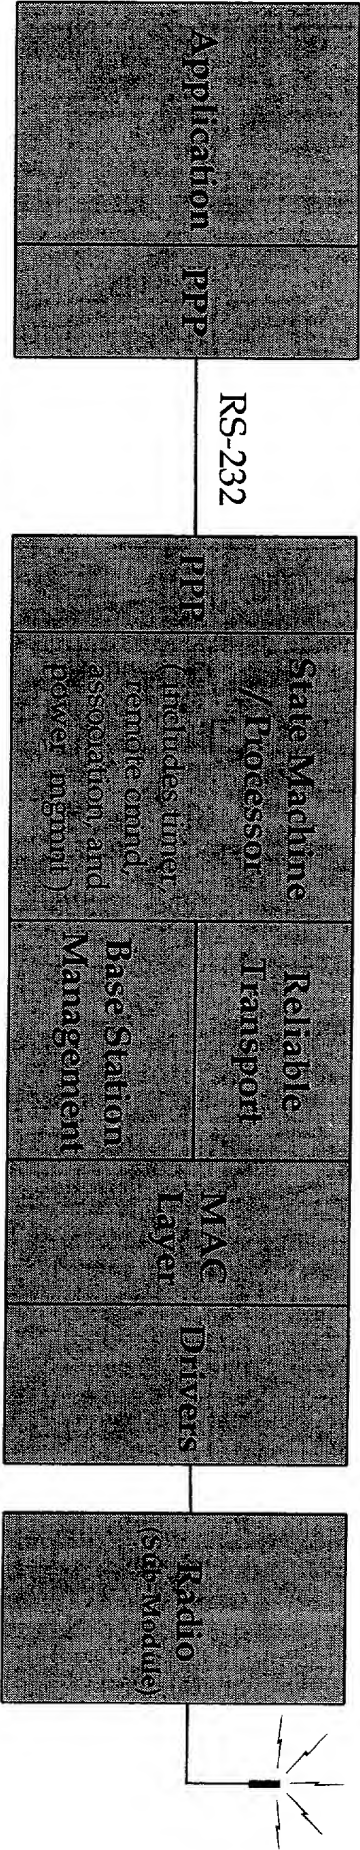 Application
PPP
RS-232
PPP
State Machine
/Processor
(includes timer,
remote cmnd,
association, and
power mgmnt)
Reliable
Transport
Base Station
Management
MAC
Layer
Drivers
Radio
(Sub-Module)